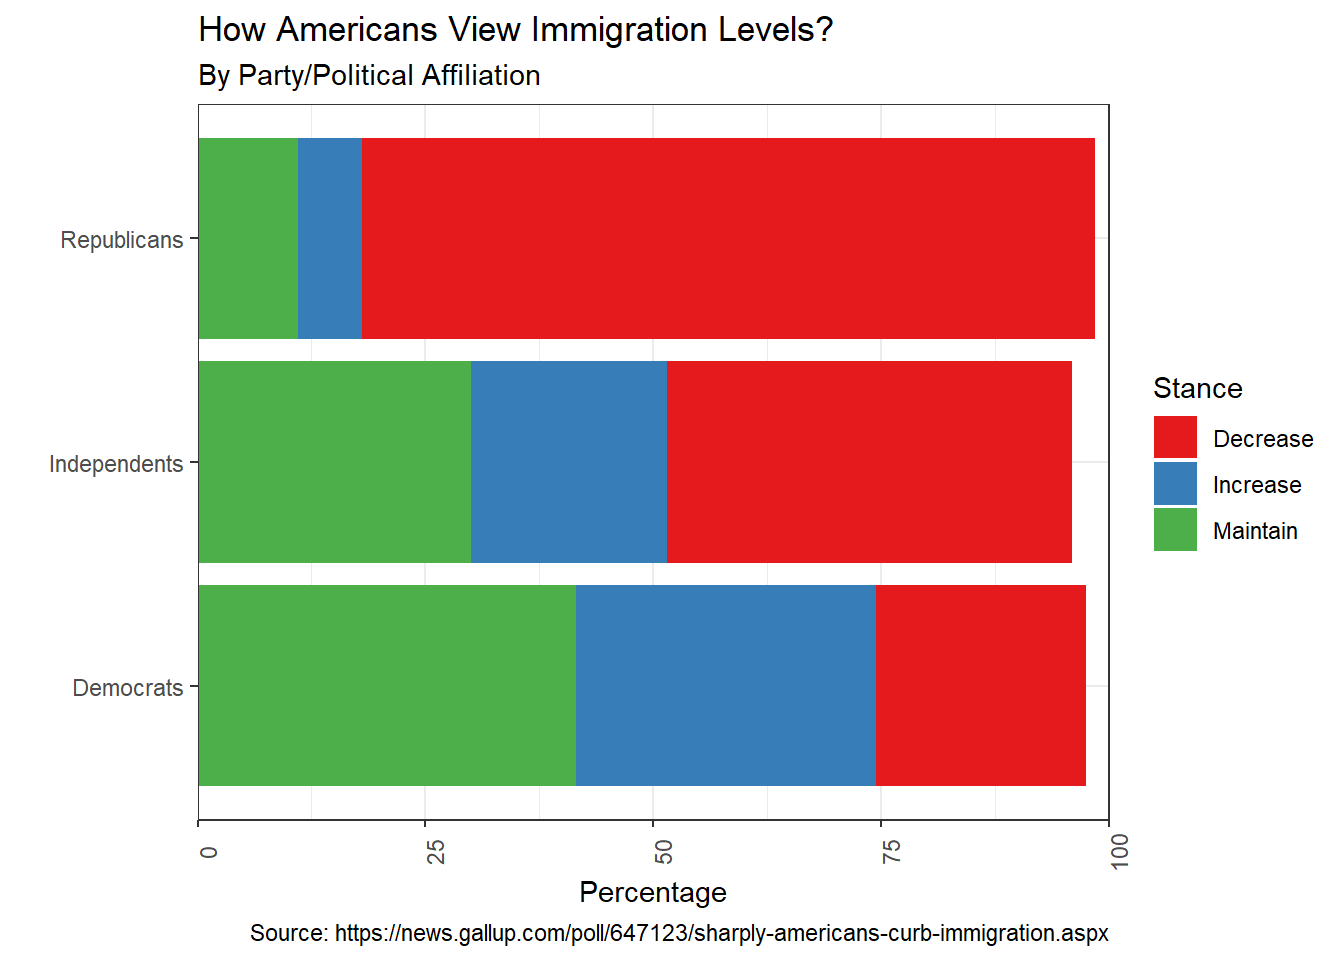 How Americans View Immigration Levels?
By Party/Political Affiliation
Republicans
Independents
Democrats
0
25
50
75
100
Percentage
Stance
Decrease
Increase
Maintain
Source: https://news.gallup.com/poll/647123/sharply-americans-curb-immigration.aspx